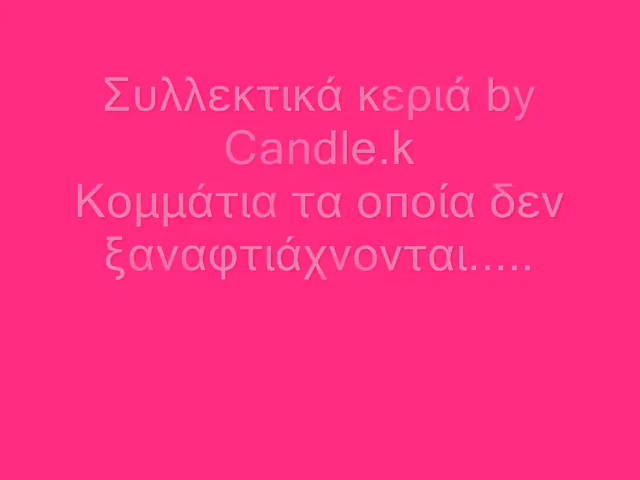 Συλλεκτικά κεριά by
Candle.k
Κομμάτια τα οποία δεν
ξαναφτιάχνονται.....